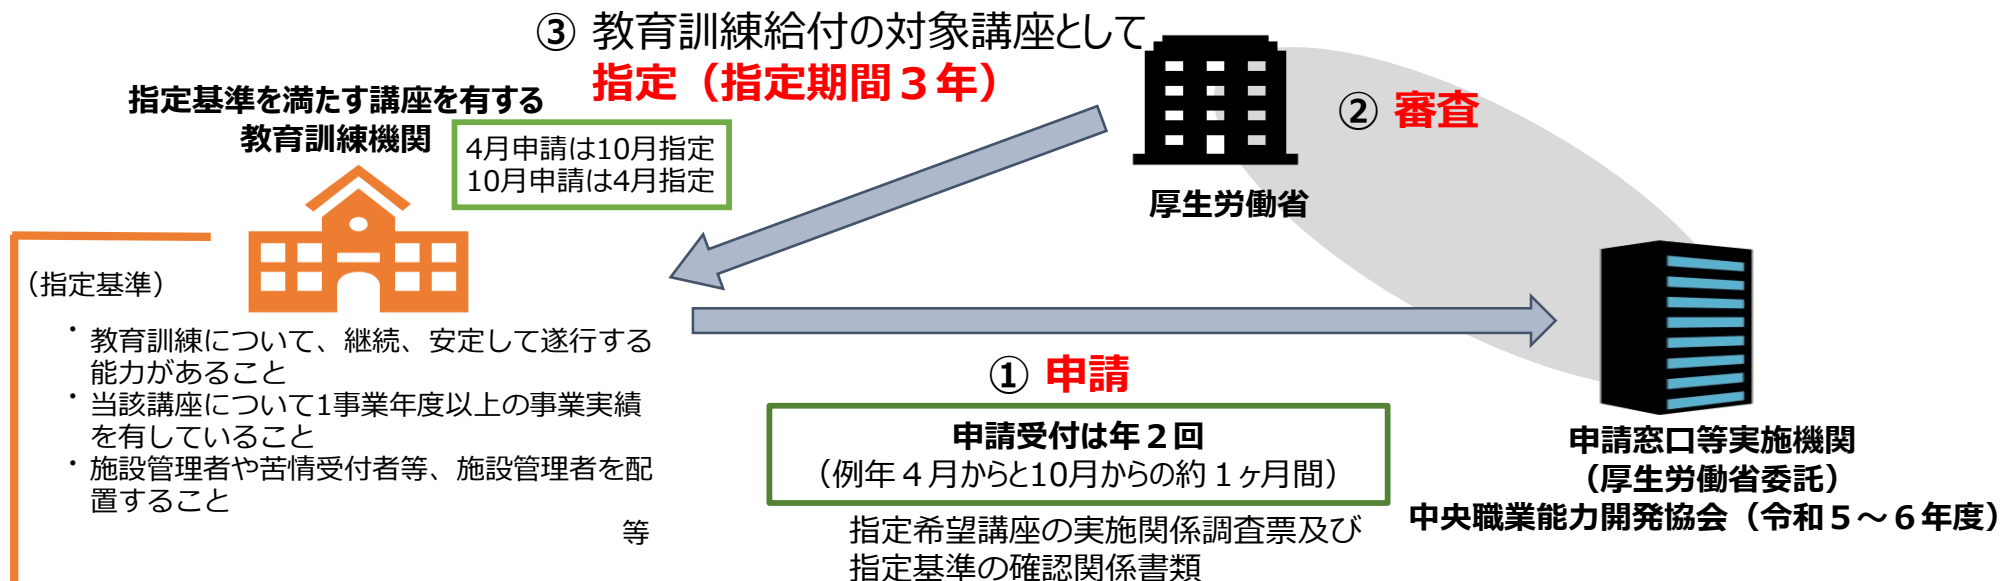 ③ 教育訓練給付の対象講座として
指定（指定期間３年）
指定基準を満たす講座を有する
教育訓練機関
4月申請は10月指定
10月申請は4月指定
② 審査
厚生労働省
（指定基準）
・教育訓練について、継続、安定して遂行する
能力があること
・当該講座について1事業年度以上の事業実績
を有していること
・施設管理者や苦情受付者等、施設管理者を配
置すること
等
① 申請
申請受付は年２回
（例年４月からと10月からの約１ヶ月間）
指定希望講座の実施関係調査票及び
指定基準の確認関係書類
申請窓口等実施機関
（厚生労働省委託）
中央職業能力開発協会（令和５～６年度）